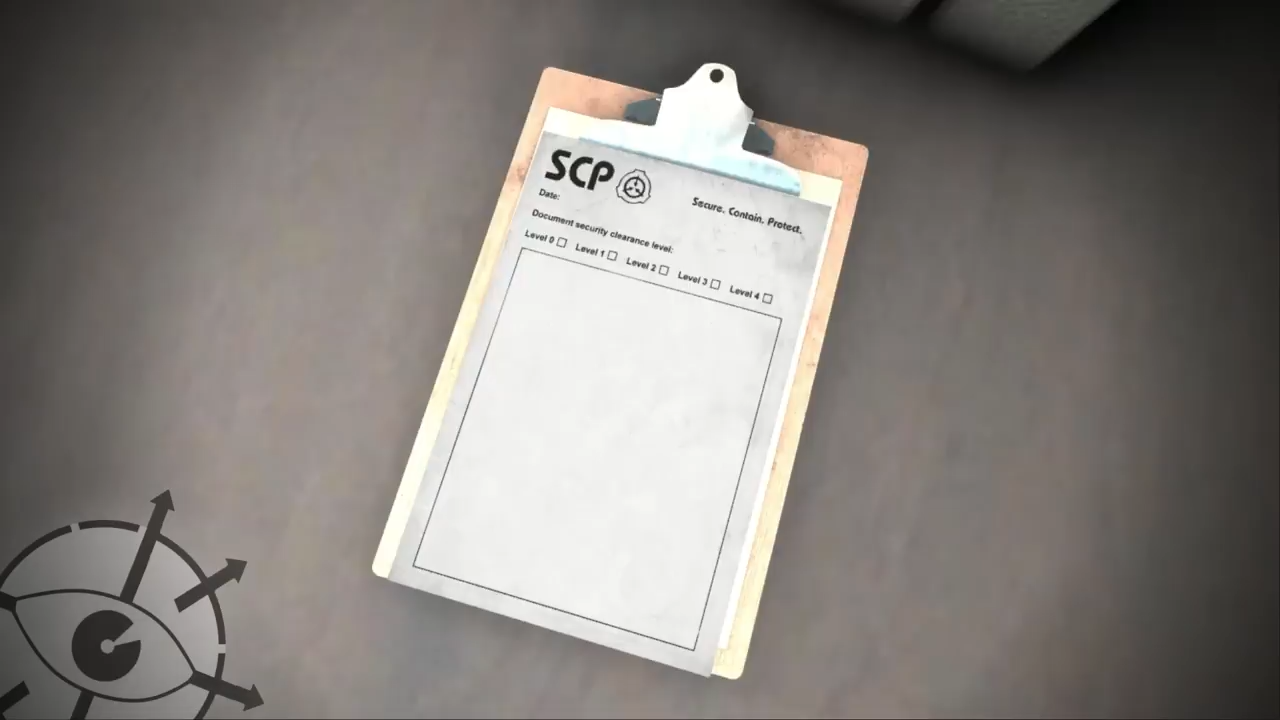 SCP
Secure. Contain. Protect.
Date:
Document security clearance level:
Level 0 Level 1 Level 2 Level 3 Level 4